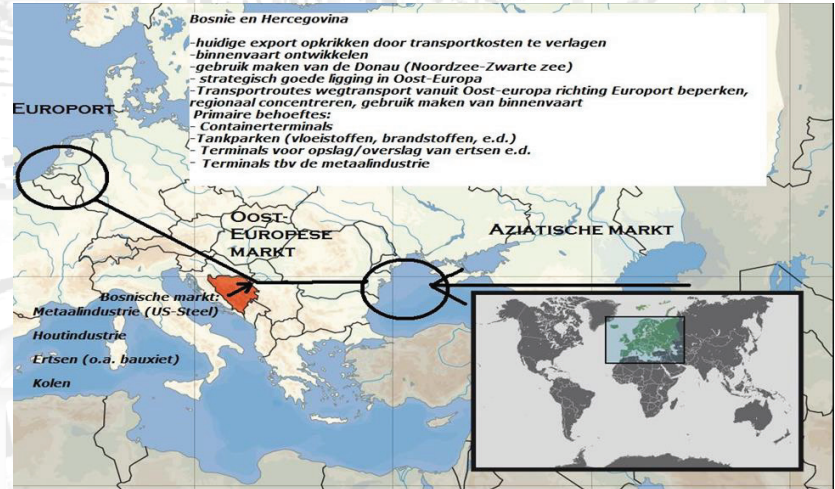 Bosnie en Hercegovina
-huidige export opkrikken door transportkosten te verlagen
-binnenvaart ontwikkelen
-gebruik maken van de Donau (Noordzee-Zwarte zee)
- strategisch goede ligging in Oost-Europa
-Transportroutes wegtransport vanuit Oost-europa richting Europort beperken,
regionaal concentreren, gebruik maken van binnenvaart
Primaire behoeftes:
- Containerterminals
-Tankparken (vloeistoffen, brandstoffen, e.d.)
- Terminals voor opslag/overslag van ertsen e.d.
- Terminals tbv de metaalindustrie
EUROPORT
OOST-
EUROPESE
MARKT
AZIATISCHE MARKT
Bosnische markt:
Metaalindustrie (US-Steel)
Houtindustrie
Ertsen (o.a. bauxiet)
Kolen